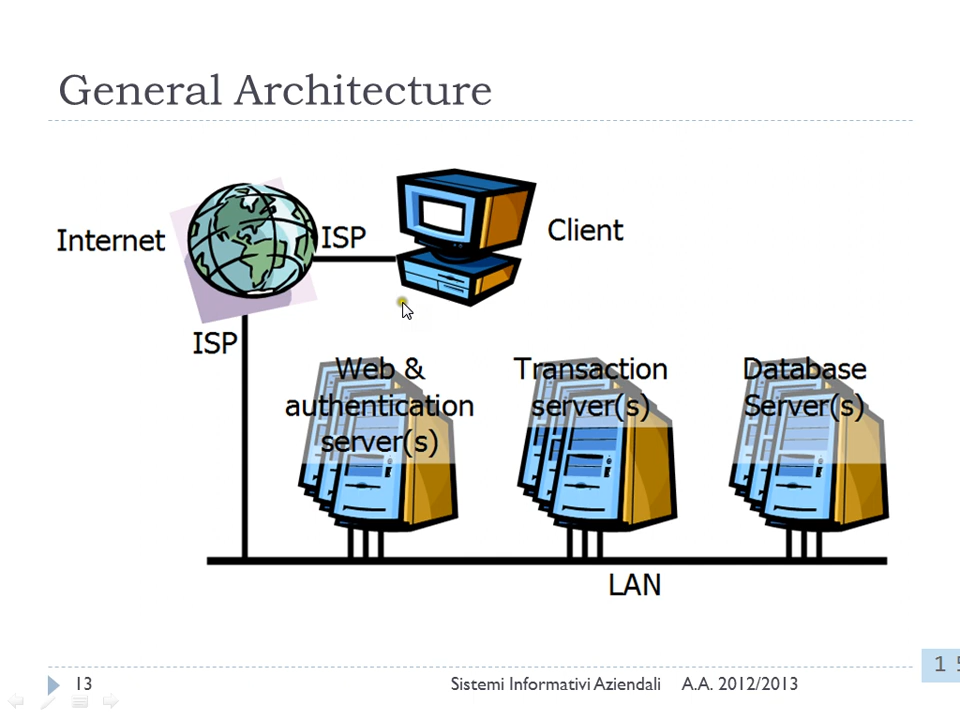 General Architecture
Internet
ISP
Client
ISP
Web &
authentication
server(s)
Transaction
server(s)
Database
Server(s)
LAN
13
Sistemi Informativi Aziendali A.A. 2012/2013
1 5